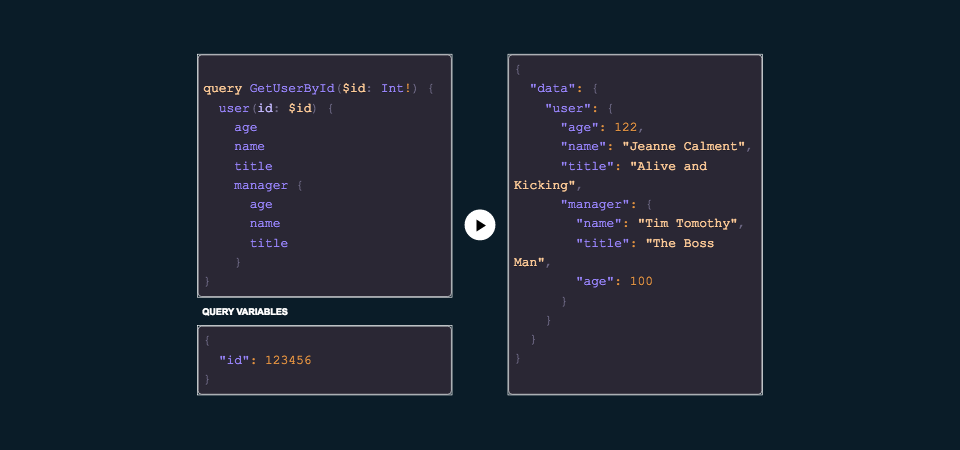 query GetUserById($id: Int!) {
  user(id: $id) {
    age
    name
    title
    manager {
      age
      name
      title
    }
}
QUERY VARIABLES
{
  "id": 123456
}
{
  "data": {
    "user": {
      "age": 122,
      "name": "Jeanne Calment",
      "title": "Alive and
Kicking",
      "manager": {
        "name": "Tim Tomothy",
        "title": "The Boss
Man",
        "age": 100
      }
    }
  }
}